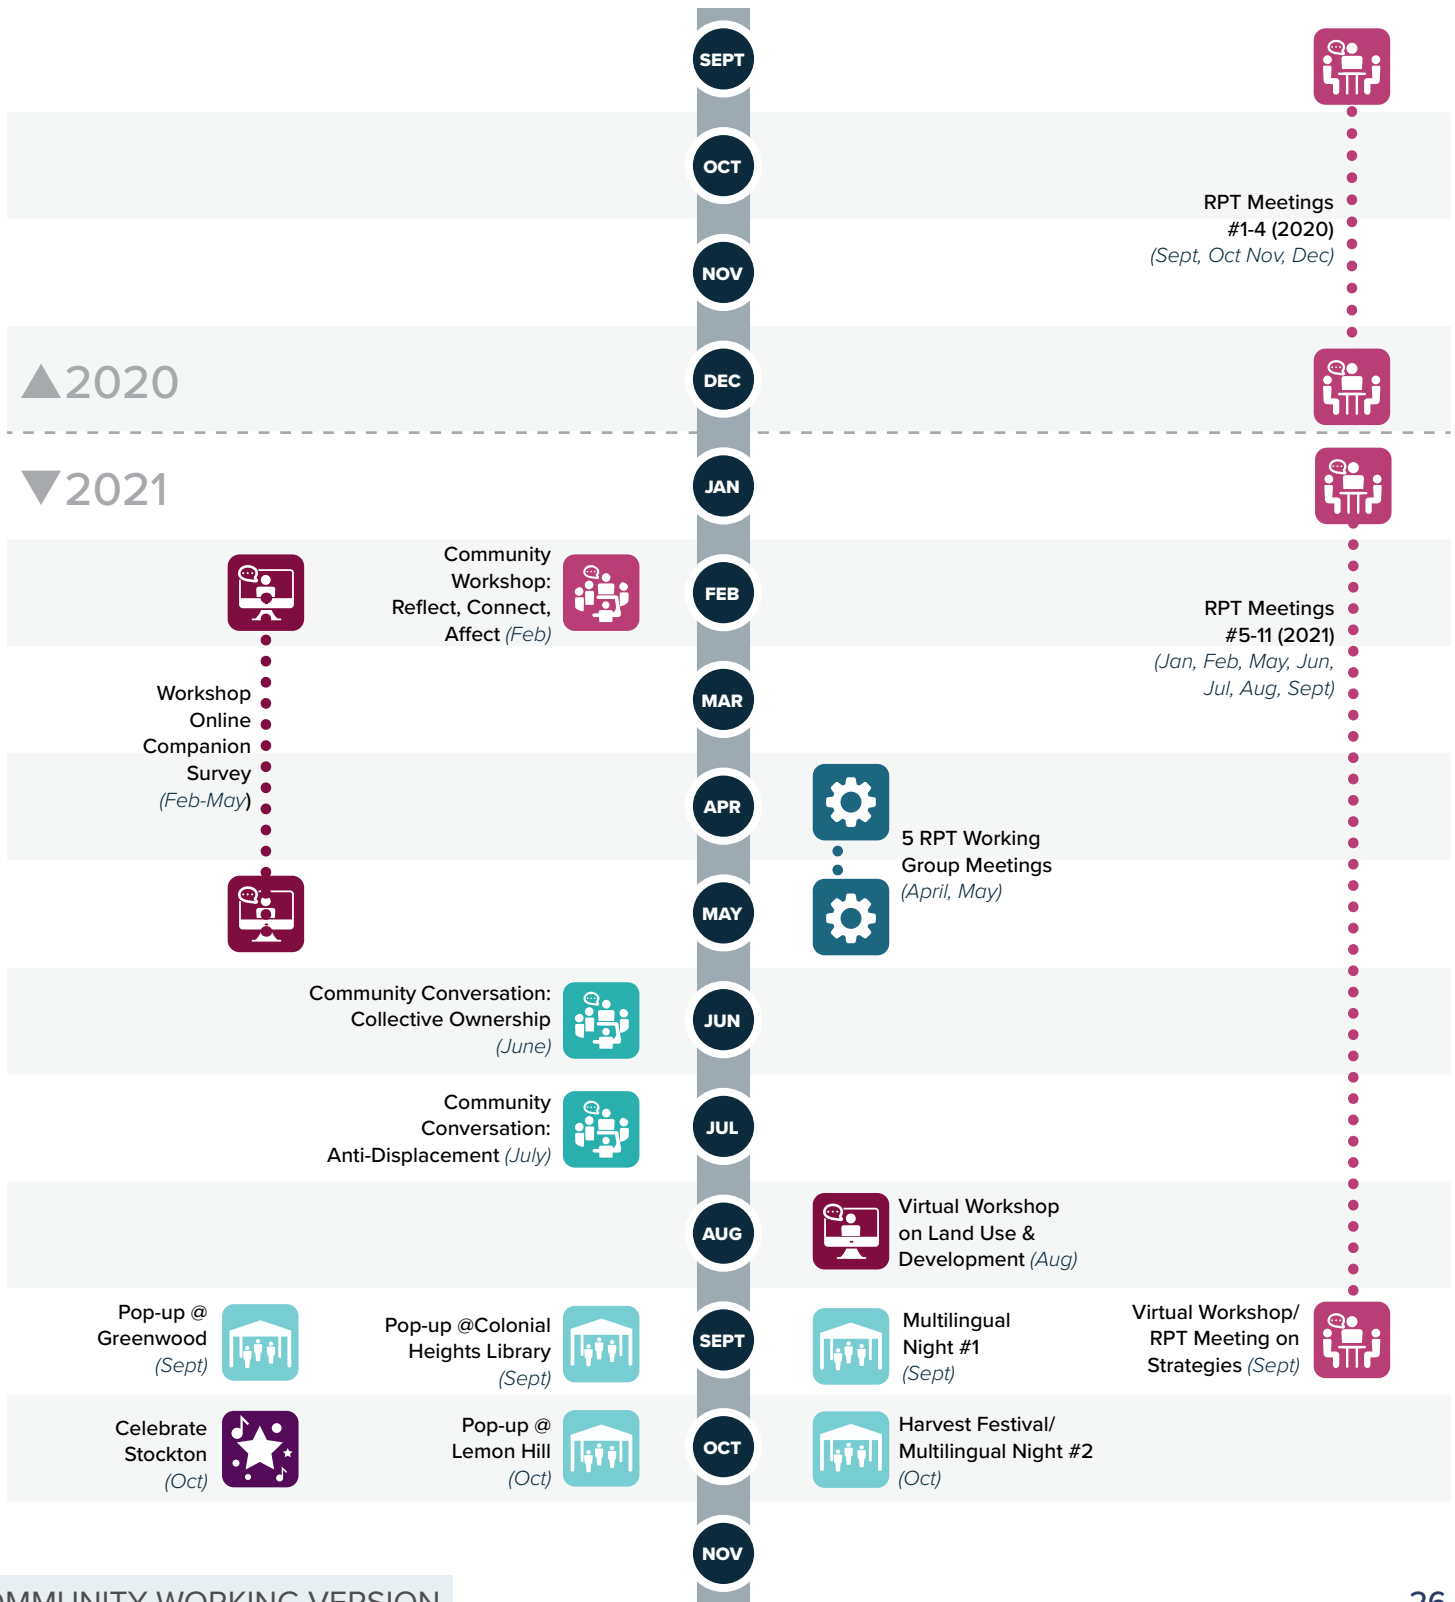 SEPT
OCT
RPT Meetings
#1-4 (2020)
(Sept, Oct Nov, Dec)
NOV
2020
DEC
2021
JAN
Community
Workshop:
Reflect, Connect,
Affect (Feb)
FEB
RPT Meetings
#5-11 (2021)
(Jan, Feb, May, Jun,
Jul, Aug, Sept)
Workshop
Online
Companion
Survey
(Feb-May)
MAR
APR
5 RPT Working
Group Meetings
(April, May)
MAY
Community Conversation:
Collective Ownership
(June)
JUN
Community
Conversation:
Anti-Displacement (July)
JUL
AUG
Virtual Workshop
on Land Use &
Development (Aug)
Pop-up @
Greenwood
(Sept)
Pop-up @Colonial
Heights Library
(Sept)
SEPT
Multilingual
Night #1
(Sept)
Virtual Workshop/
RPT Meeting on
Strategies (Sept)
Celebrate
Stockton
(Oct)
Pop-up @
Lemon Hill
(Oct)
OCT
Harvest Festival/
Multilingual Night #2
(Oct)
NOV
OMMUNITY WORKING VERSION
26